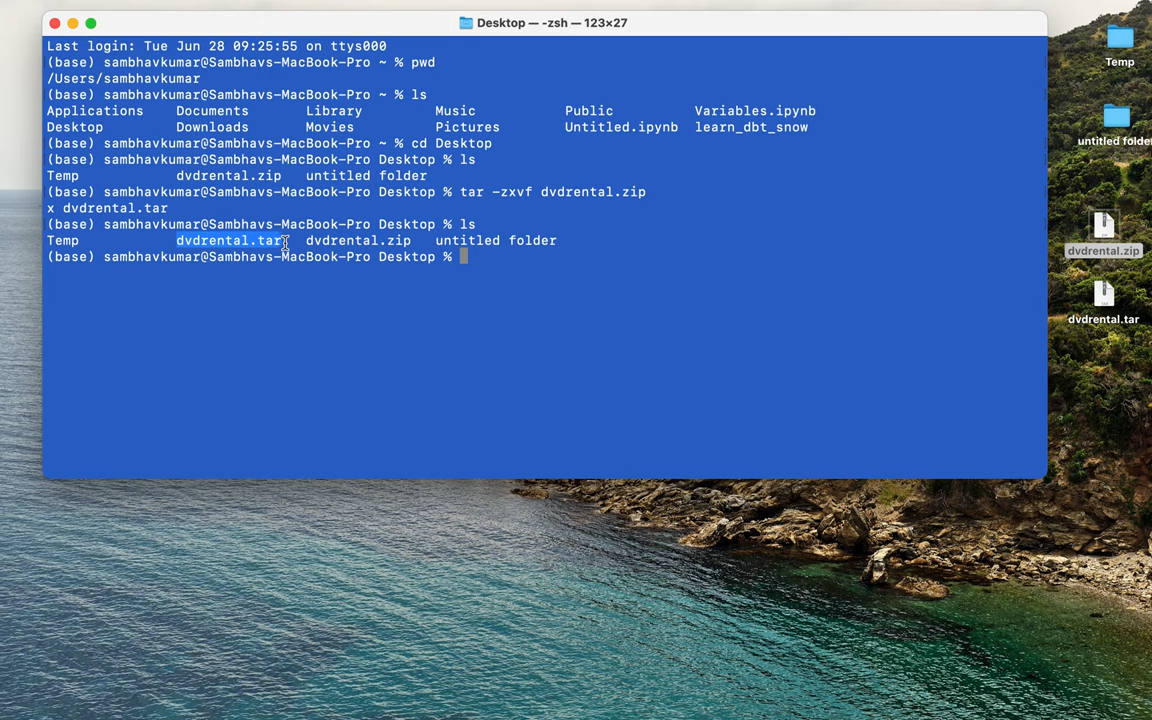 Desktop — -zsh — 123×27
Last login: Tue Jun 28 09:25:55 on ttys000
(base) sambhavkumar@Sambhavs-MacBook-Pro ~ % pwd
/Users/sambhavkumar
(base) sambhavkumar@Sambhavs-MacBook-Pro ~ % ls
Applications Documents Library Music Public Variables.ipynb
Desktop Downloads Movies Pictures Untitled.ipynb learn_dbt_snow
(base) sambhavkumar@Sambhavs-MacBook-Pro ~ % cd Desktop
(base) sambhavkumar@Sambhavs-MacBook-Pro Desktop % ls
Temp dvdrental.zip untitled folder
(base) sambhavkumar@Sambhavs-MacBook-Pro Desktop % tar -zxvf dvdrental.zip
x dvdrental.tar
(base) sambhavkumar@Sambhavs-MacBook-Pro Desktop % ls
Temp dvdrental.tar dvdrental.zip untitled folder
(base) sambhavkumar@Sambhavs-MacBook-Pro Desktop %
Temp
untitled folde
dvdrental.zip
dvdrental.tar